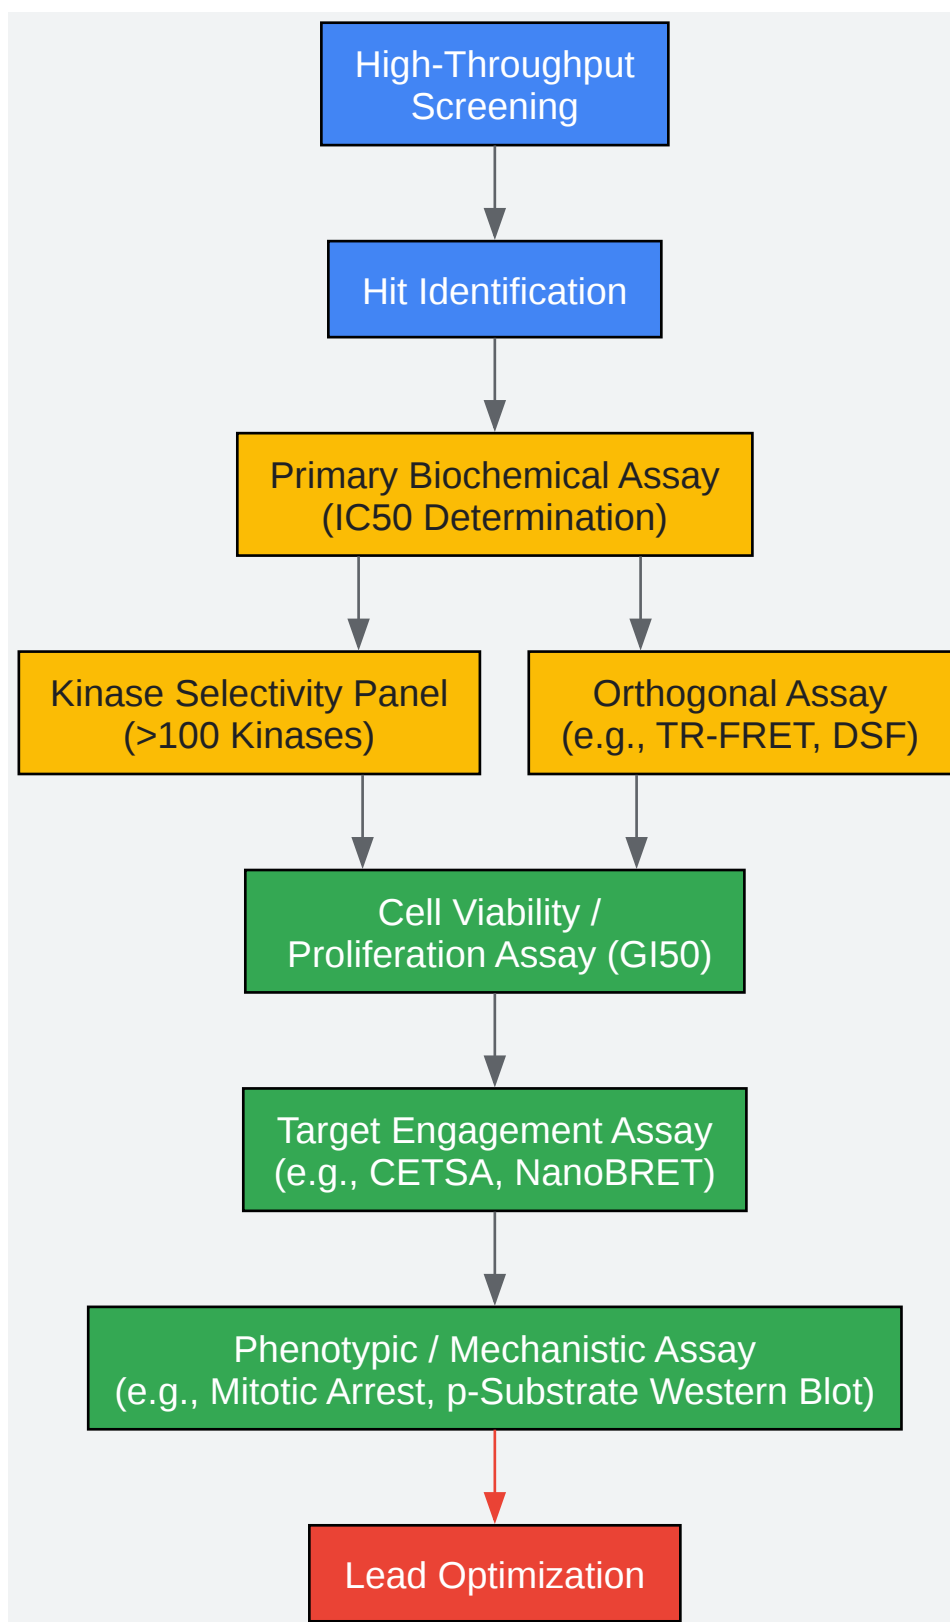 High-Throughput
Screening
Hit Identification
Primary Biochemical Assay
(IC50 Determination)
Kinase Selectivity Panel
(>100 Kinases)
Orthogonal Assay
(e.g., TR-FRET, DSF)
Cell Viability /
Proliferation Assay (GI50)
Target Engagement Assay
(e.g., CETSA, NanoBRET)
Phenotypic / Mechanistic Assay
(e.g., Mitotic Arrest, p-Substrate Western Blot)
Lead Optimization